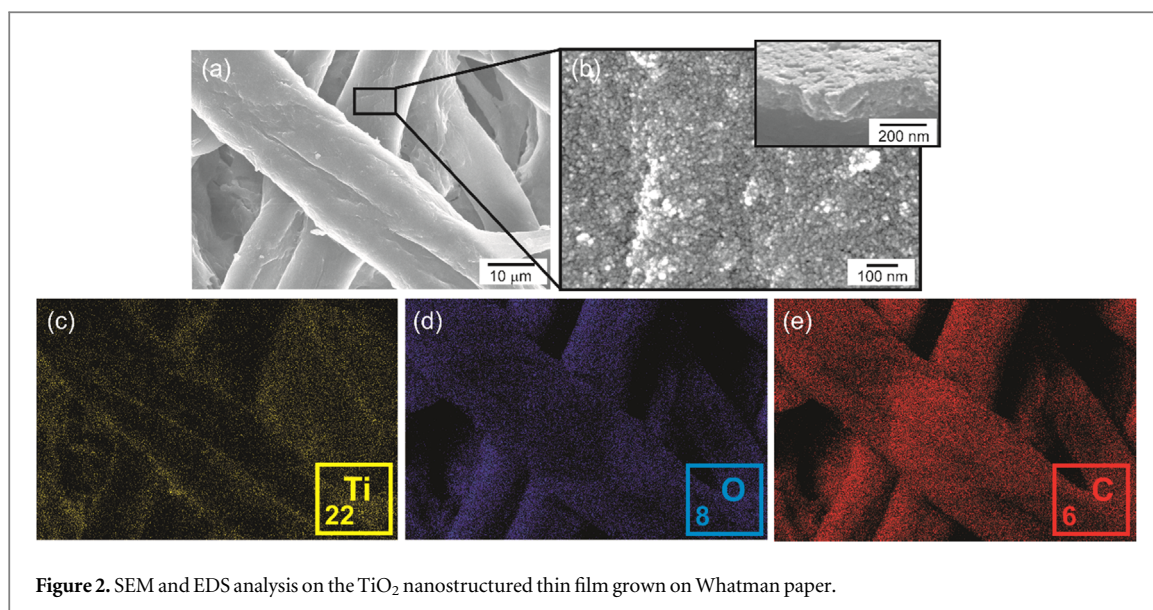 (a)
10 μm
(b)
200 nm
100 nm
(c)
Ti
22
(d)
O
8
(e)
C
6
Figure 2. SEM and EDS analysis on the TiO₂ nanostructured thin film grown on Whatman paper.